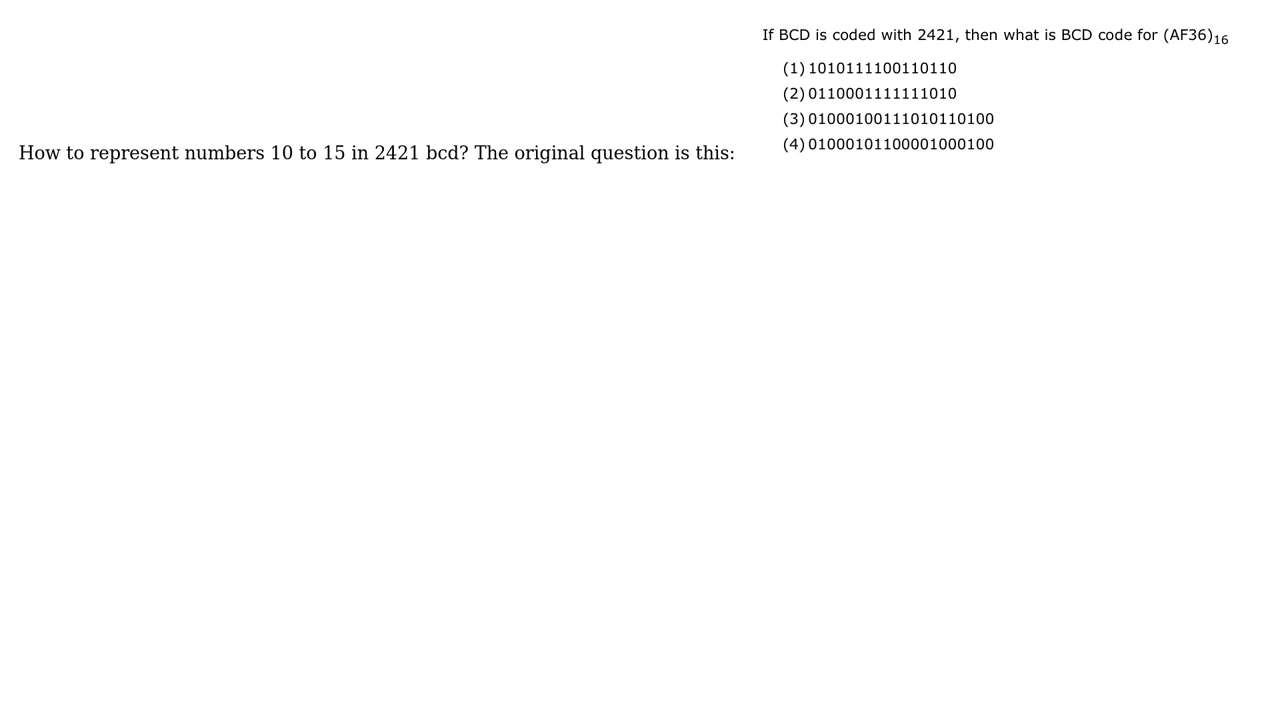 How to represent numbers 10 to 15 in 2421 bcd? The original question is this:
If BCD is coded with 2421, then what is BCD code for (AF36)16
(1) 1010111100110110
(2) 0110001111111010
(3) 01000100111010110100
(4) 01000101100001000100